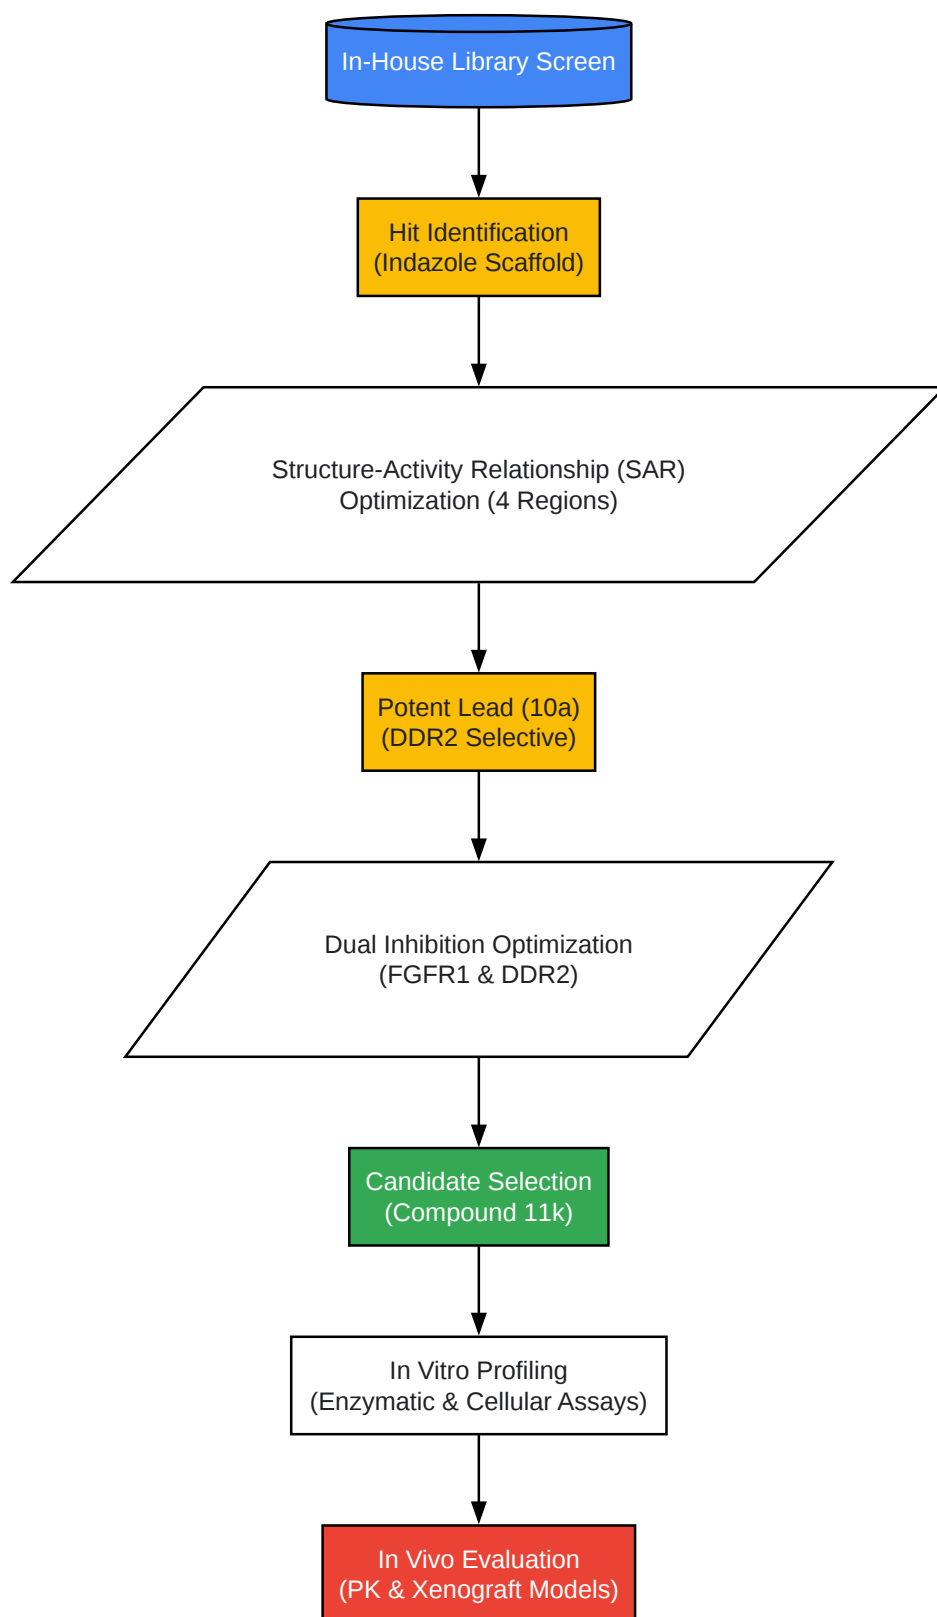 In-House Library Screen
Hit Identification
(Indazole Scaffold)
Structure-Activity Relationship (SAR)
Optimization (4 Regions)
Potent Lead (10a)
(DDR2 Selective)
Dual Inhibition Optimization
(FGFR1 & DDR2)
Candidate Selection
(Compound 11k)
In Vitro Profiling
(Enzymatic & Cellular Assays)
In Vivo Evaluation
(PK & Xenograft Models)